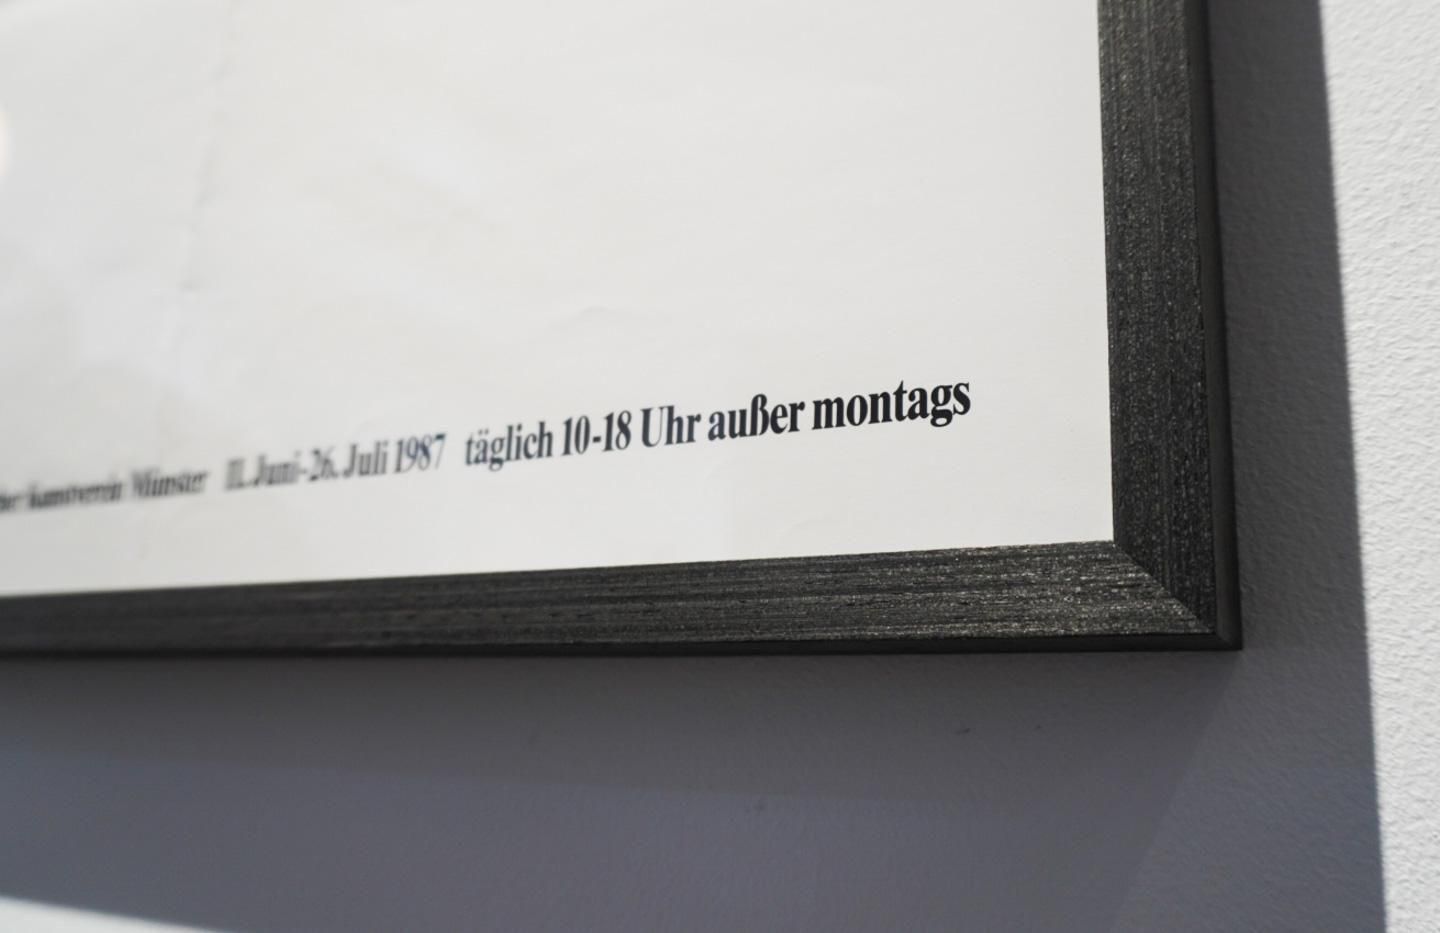 Kunstverein Münster 11. Juni-26. Juli 1987 täglich 10-18 Uhr außer montags